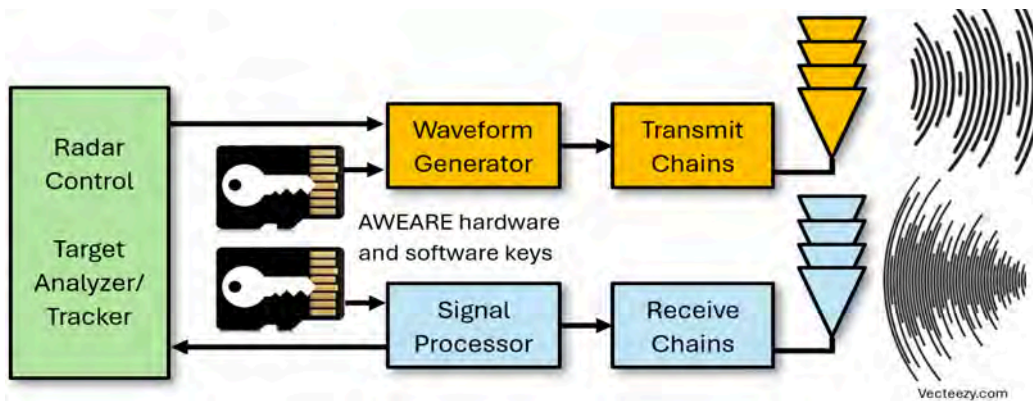 Radar
Control
Target
Analyzer/
Tracker
Waveform
Generator
Transmit
Chains
AWEARE hardware
and software keys
Signal
Processor
Receive
Chains
Vecteezy.com